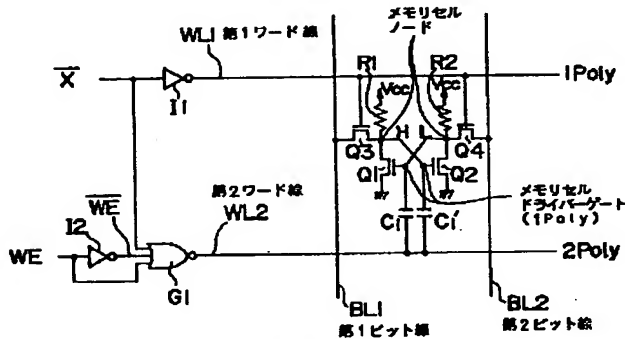 メモリセル
ノード
WL1 第1ワード線
X
I1
R1
R2
Vcc
Vcc
1Poly
H
L
Q3
Q4
Q1
Q2
第2ワード線
WE
I2
WL2
WE
G1
Ci
Ci'
メモリセル
ドライバーゲート
(1Poly)
2Poly
BL1
第1ビット線
BL2
第2ビット線